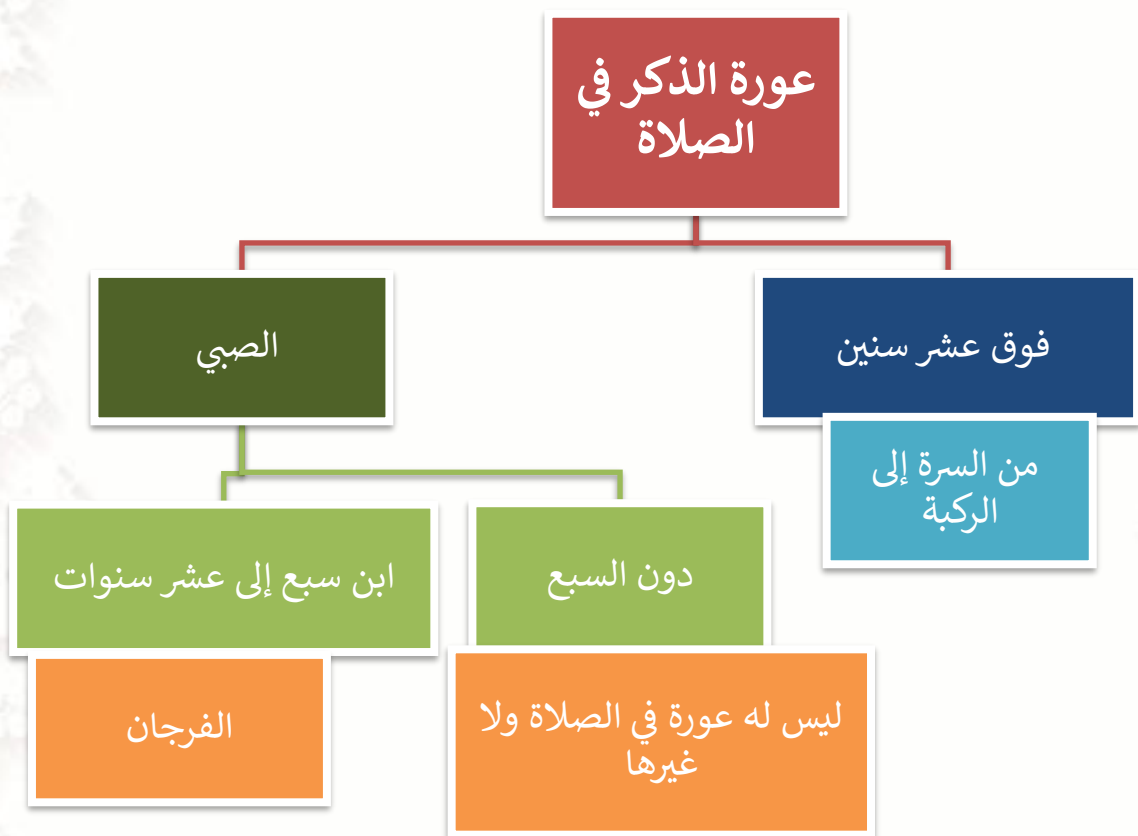 عورة الذكر في
الصلاة
فوق عشر سنين
من السرة إلى
الركبة
الصبي
دون السبع
ليس له عورة في الصلاة ولا
غيرها
ابن سبع إلى عشر سنوات
الفرجان